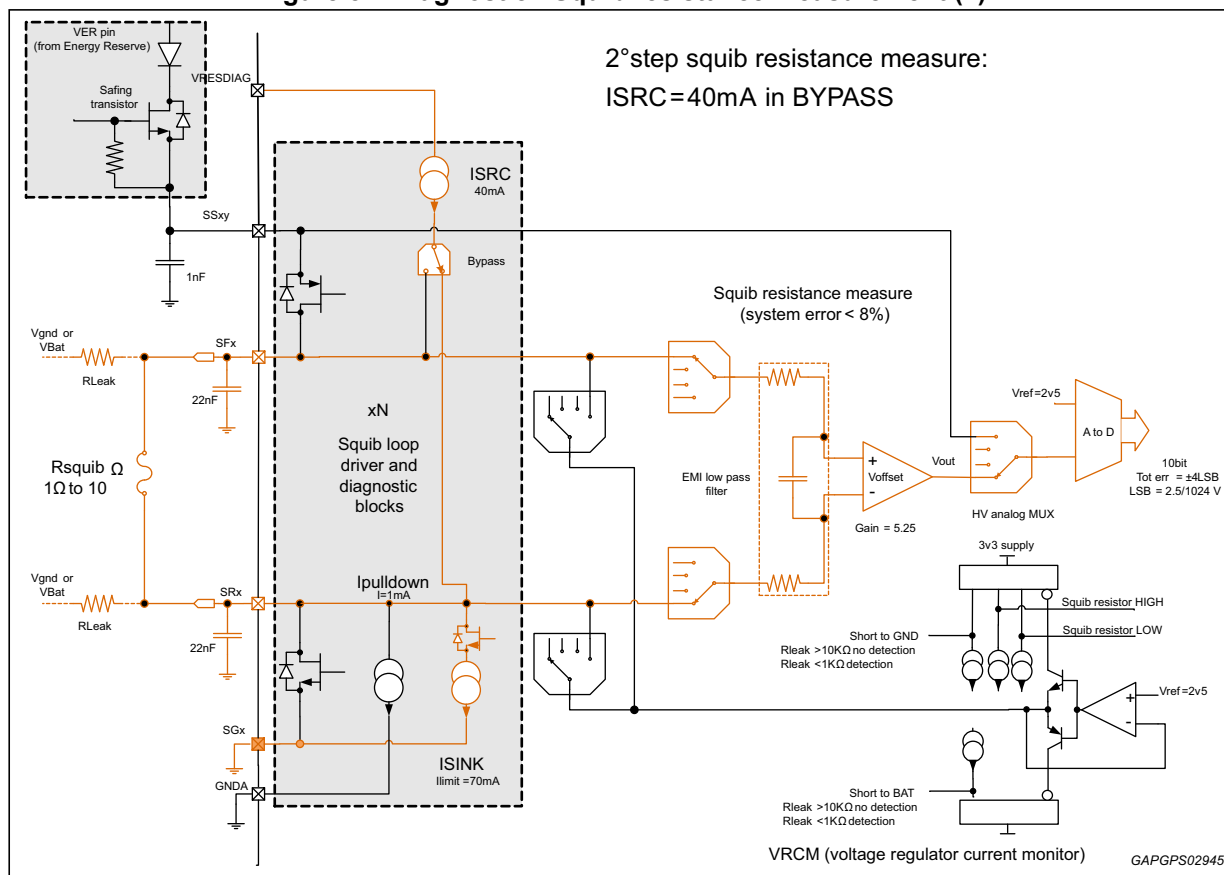 VER pin
(from Energy Reserve)
Safing
transistor
VRESDIAG
2°step squib resistance measure:
ISRC=40mA in BYPASS
ISRC
40mA
SSxy
1nF
Bypass
Squib resistance measure
(system error< 8%)
Vgnd or
VBat
SFx
RLeak
22nF
xN
Squib loop
driver and
diagnostic
blocks
Rsquib Ω
1Ω to 10
EMI low pass
filter
+
Voffset
-
Gain = 5.25
Vout
HV analog MUX
Vref=2v5
A to D
10bit
Tot err = ±4LSB
LSB = 2.5/1024 V
Vgnd or
VBat
SRx
RLeak
22nF
Ipulldown
I=1mA
3v3 supply
Squib resistor HIGH
Squib resistor LOW
Short to GND
Rleak >10KΩ no detection
Rleak <1KΩ detection
Vref=2v5
+
-
SGx
GNDA
ISINK
Ilimit =70mA
Short to BAT
Rleak >10KΩ no detection
Rleak <1KΩ detection
VRCM (voltage regulator current monitor)
GAPGPS02945